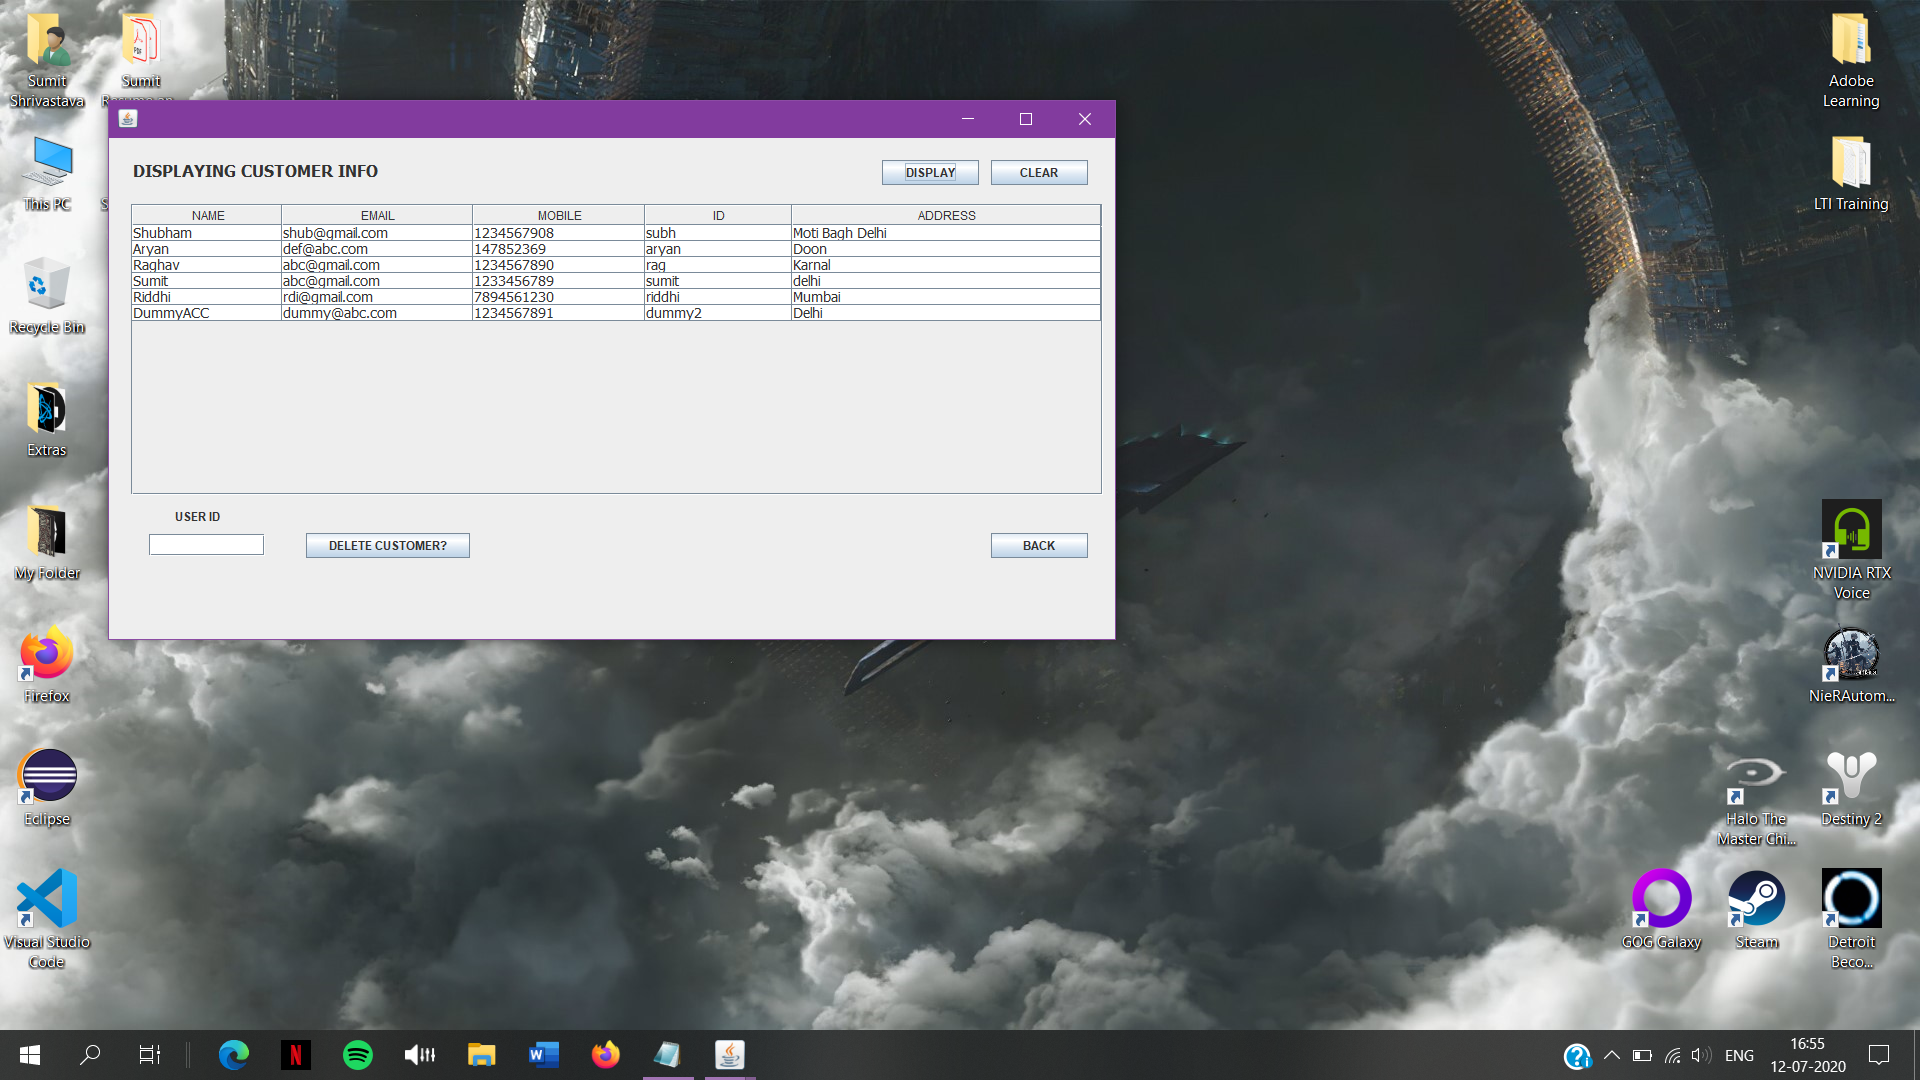 Sumit
Shrivastava
Sumit
This PC
Recycle Bin
Extras
My Folder
Firefox
Eclipse
Visual Studio
Code
DISPLAYING CUSTOMER INFO
DISPLAY
CLEAR
NAME EMAIL MOBILE ID ADDRESS
Shubham shub@gmail.com 1234567908 subh Moti Bagh Delhi
Aryan def@abc.com 147852369 aryan Doon
Raghav abc@gmail.com 1234567890 rag Karnal
Sumit abc@gmail.com 1233456789 sumit delhi
Riddhi rdi@gmail.com 7894561230 riddhi Mumbai
DummyACC dummy@abc.com 1234567891 dummy2 Delhi
USER ID
DELETE CUSTOMER?
BACK
Adobe
Learning
LTI Training
NVIDIA RTX
Voice
NieRAutom...
Halo The
Master Chi...
Destiny 2
GOG Galaxy
Steam
Detroit
Beco...
ENG
16:55
12-07-2020